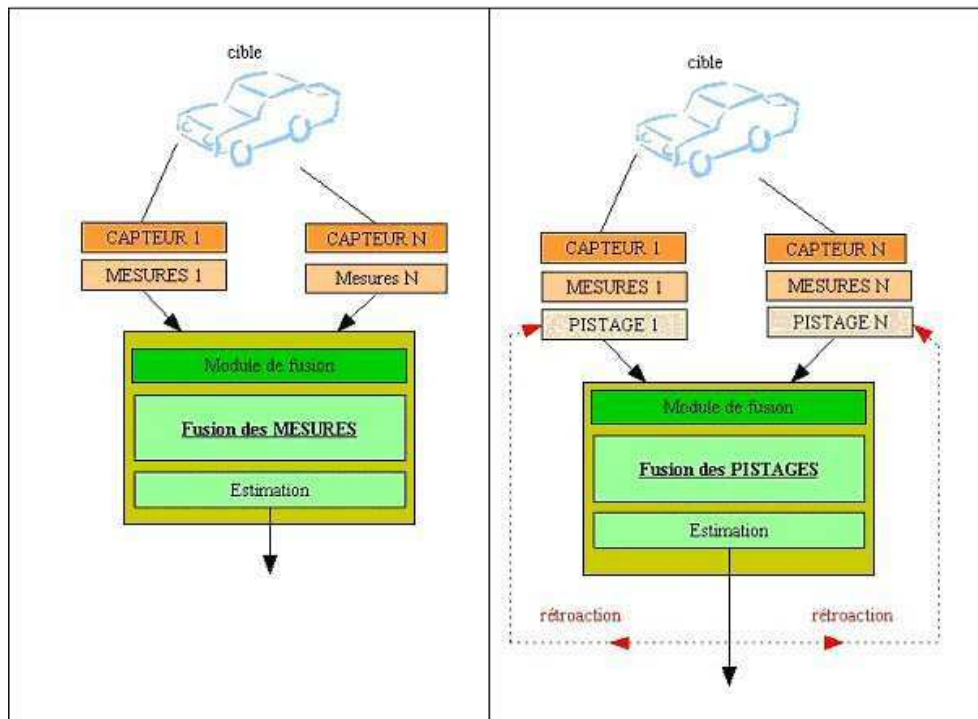 cible
CAPTEUR 1
CAPTEUR N
MESURES 1
Mesures N
Module de fusion
Fusion des MESURES
Estimation
cible
CAPTEUR 1
CAPTEUR N
MESURES 1
MESURES N
PISTAGE 1
PISTAGE N
Module de fusion
Fusion des PISTAGES
Estimation
rétroaction
rétroaction